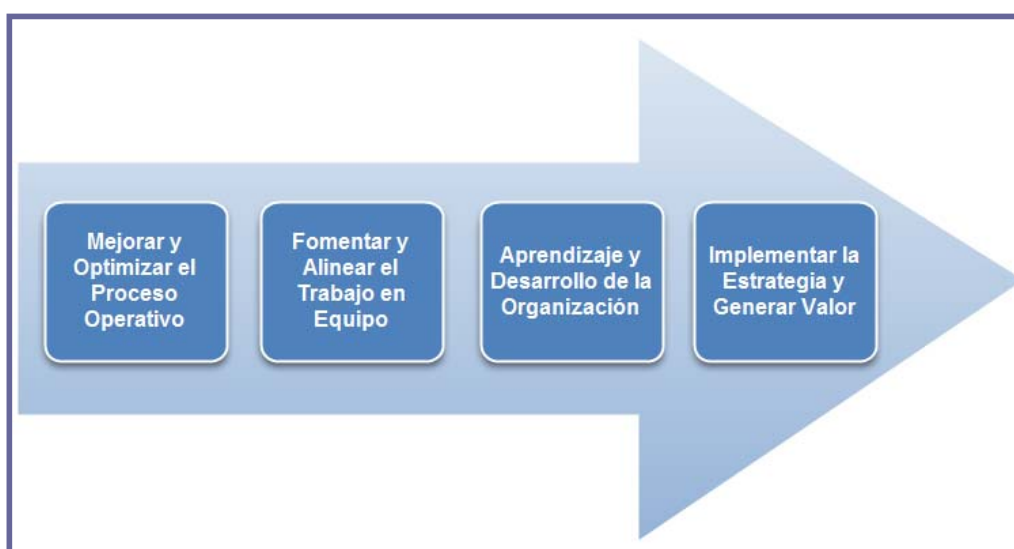 Mejorar y
Optimizar el
Proceso
Operativo
Fomentar y
Alinear el
Trabajo en
Equipo
Aprendizaje y
Desarrollo de la
Organización
Implementar la
Estrategia y
Generar Valor